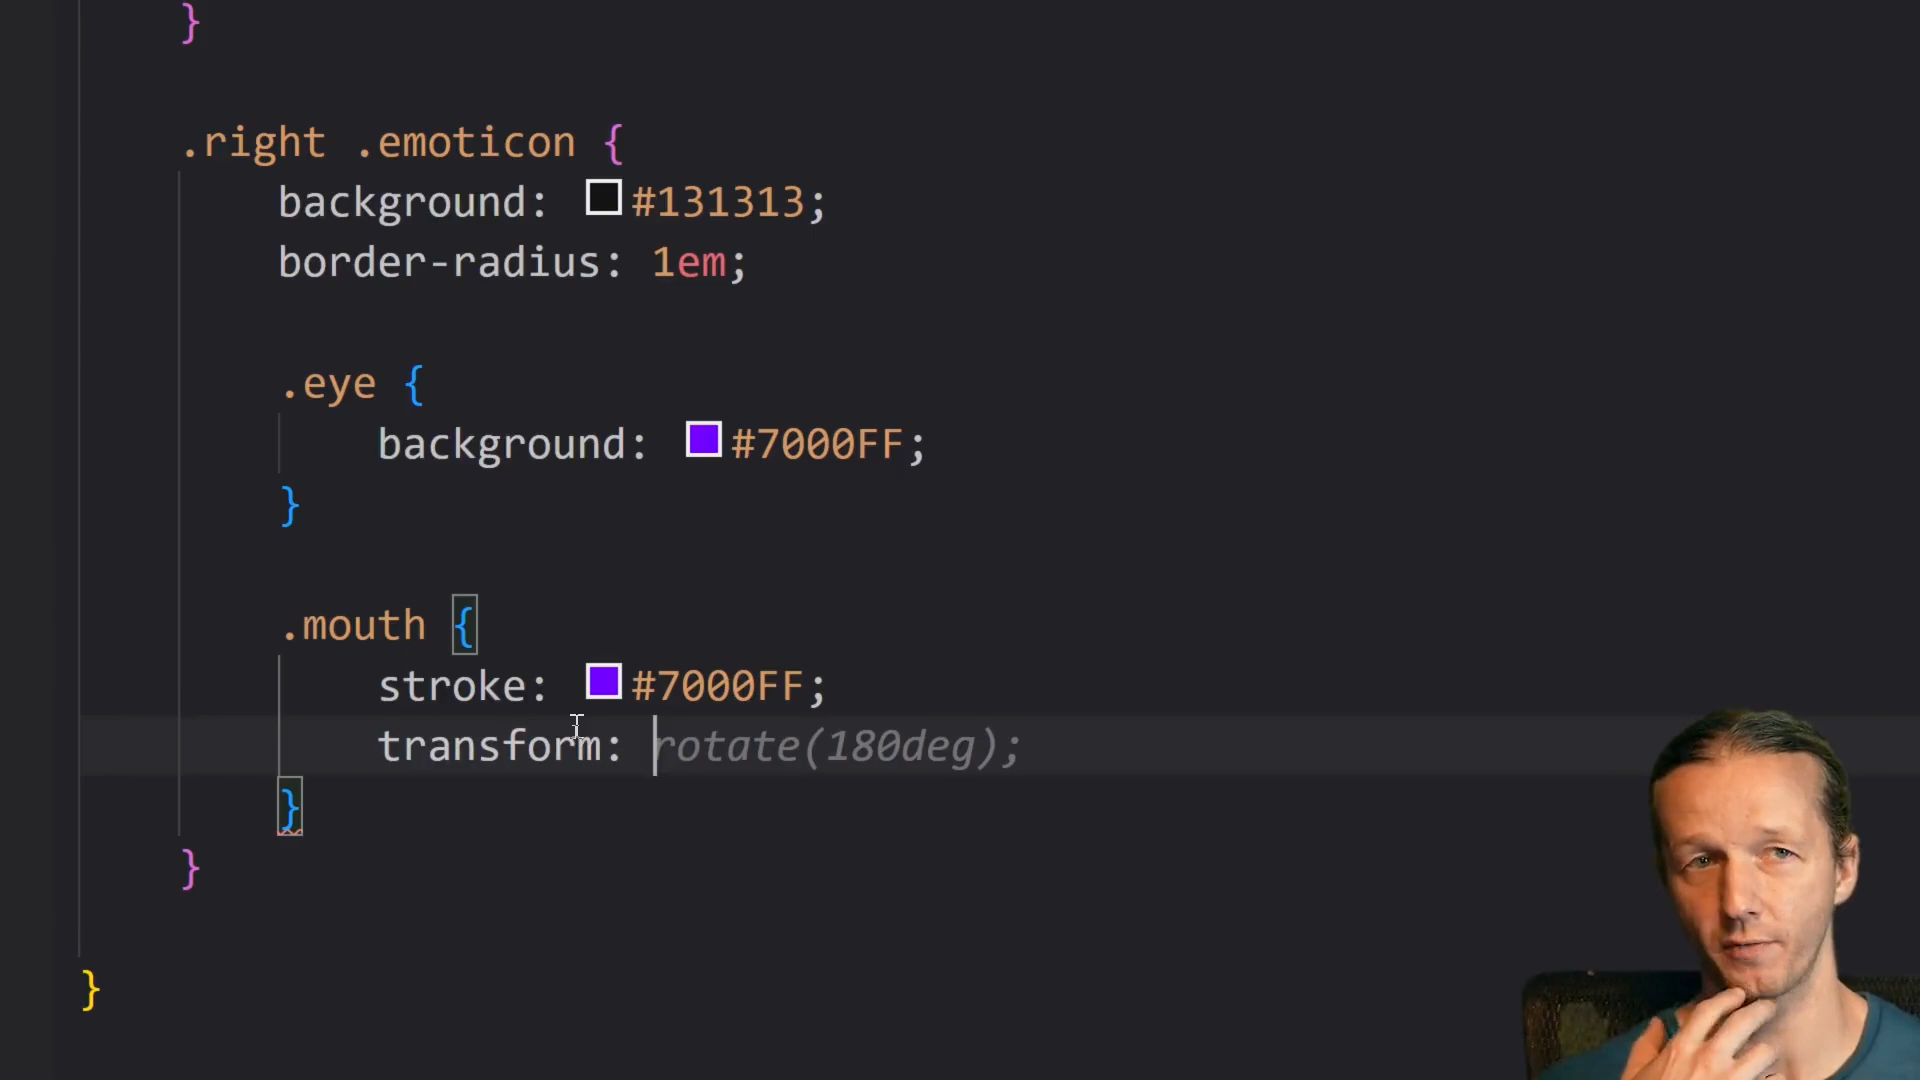 }
.right .emoticon {
background: #131313;
border-radius: 1em;
.eye {
background: #7000FF;
}
.mouth {
stroke: #7000FF;
transform: rotate(180deg);
}
}
}